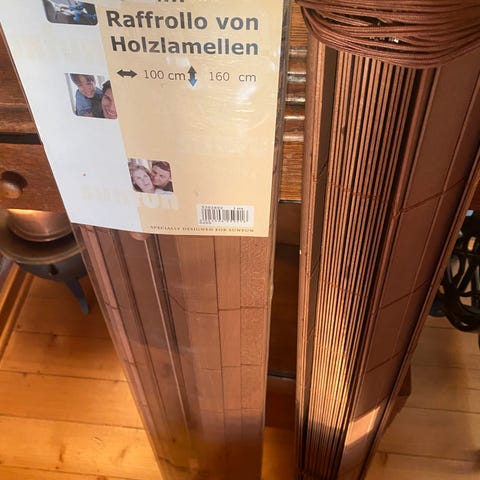 Raffrollo von
Holzlamellen
100 cm 160 cm
SPECIALLY DESIGNED FOR SUNFUN